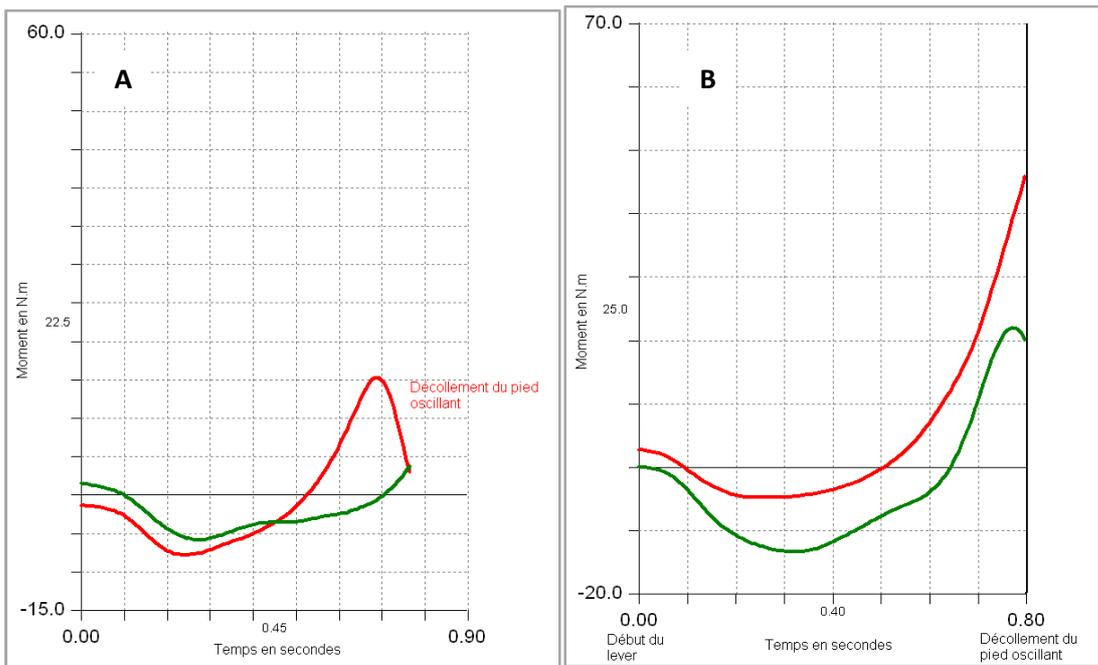 60.0
A
Moment en N.m
22.5
Décollement du pied
oscillant
-15.0
0.00
0.45
0.90
Temps en secondes
70.0
B
Moment en N.m
25.0
-20.0
0.00
0.40
0.80
Début du
lever
Temps en secondes
Décollement du
pied oscillant